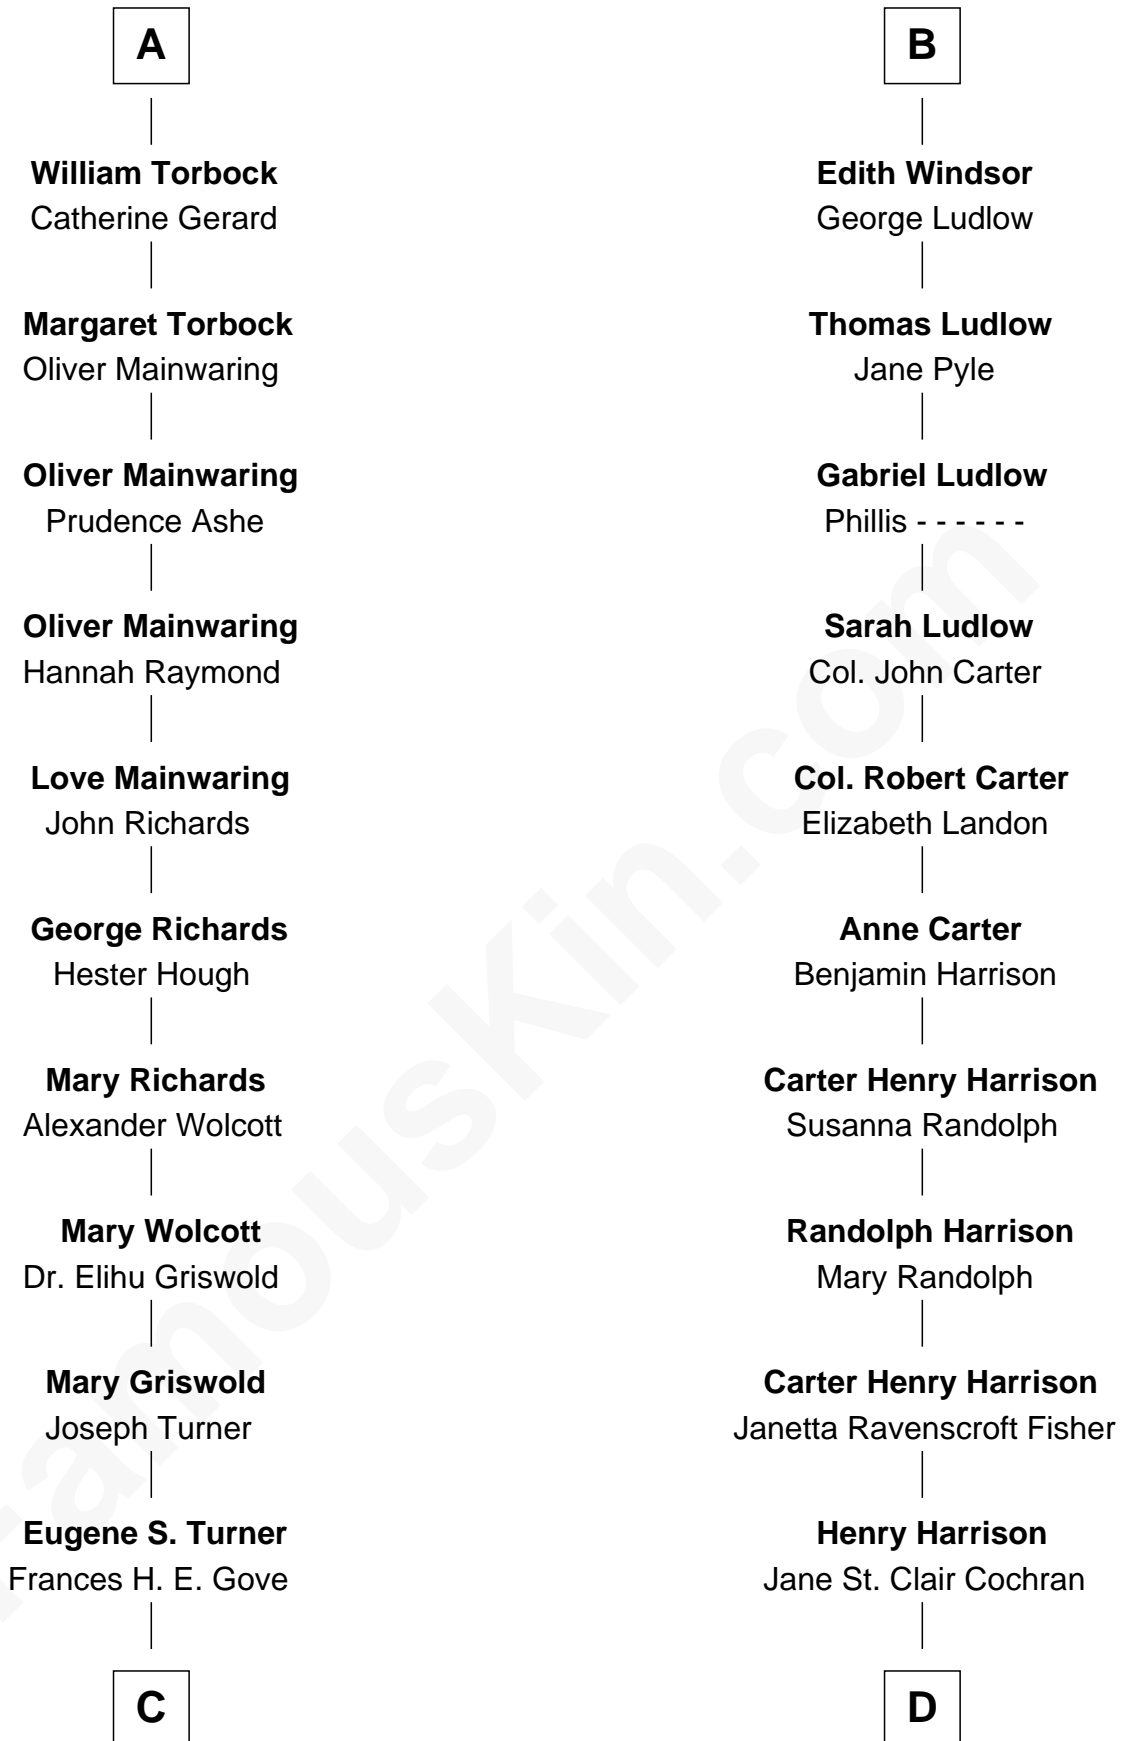 A
William Torbock
Catherine Gerard
Margaret Torbock
Oliver Mainwaring
Oliver Mainwaring
Prudence Ashe
Oliver Mainwaring
Hannah Raymond
Love Mainwaring
John Richards
George Richards
Hester Hough
Mary Richards
Alexander Wolcott
Mary Wolcott
Dr. Elihu Griswold
Mary Griswold
Joseph Turner
Eugene S. Turner
Frances H. E. Gove
C
B
Edith Windsor
George Ludlow
Thomas Ludlow
Jane Pyle
Gabriel Ludlow
Phillis - - - - - -
Sarah Ludlow
Col. John Carter
Col. Robert Carter
Elizabeth Landon
Anne Carter
Benjamin Harrison
Carter Henry Harrison
Susanna Randolph
Randolph Harrison
Mary Randolph
Carter Henry Harrison
Janetta Ravenscroft Fisher
Henry Harrison
Jane St. Clair Cochran
D
FamousKin.com